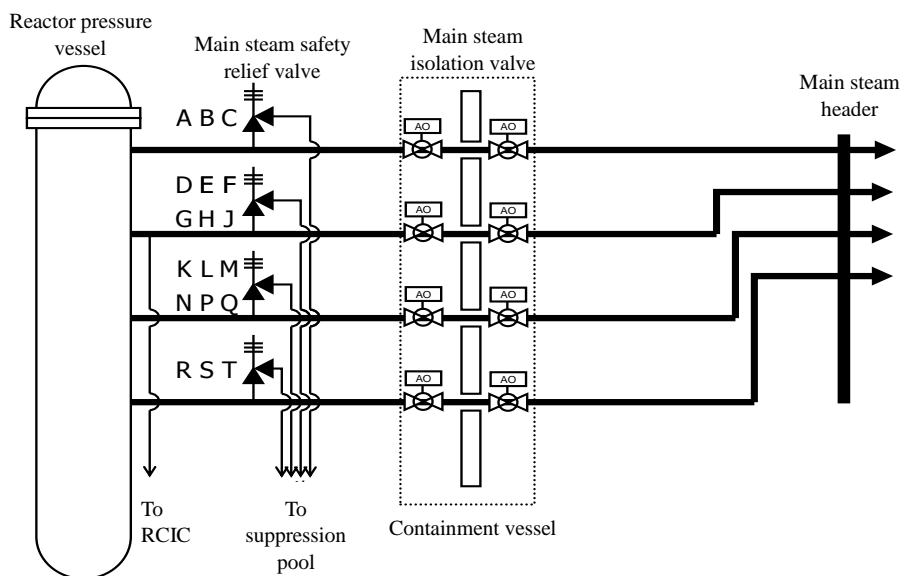 Reactor pressure
vessel
Main steam safety
relief valve
Main steam
isolation valve
Main steam
header
A B C
D E F
G H J
K L M
N P Q
R S T
AO
AO
AO
AO
AO
AO
AO
AO
To
RCIC
To
suppression
pool
Containment vessel